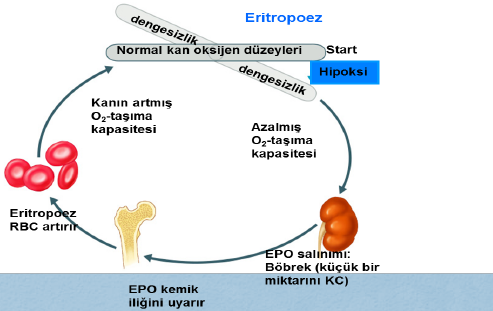 Eritropoez
dengesizlik
Normal kan oksijen düzeyleri
Start
dengesizlik
Hipoksi
Kanın artmış
O₂-taşıma
kapasitesi
Azalmış
O₂-taşıma
kapasitesi
Eritropoez
RBC artırır
EPO salınımı:
Böbrek (küçük bir
miktarını KC)
EPO kemik
iliğini uyarır